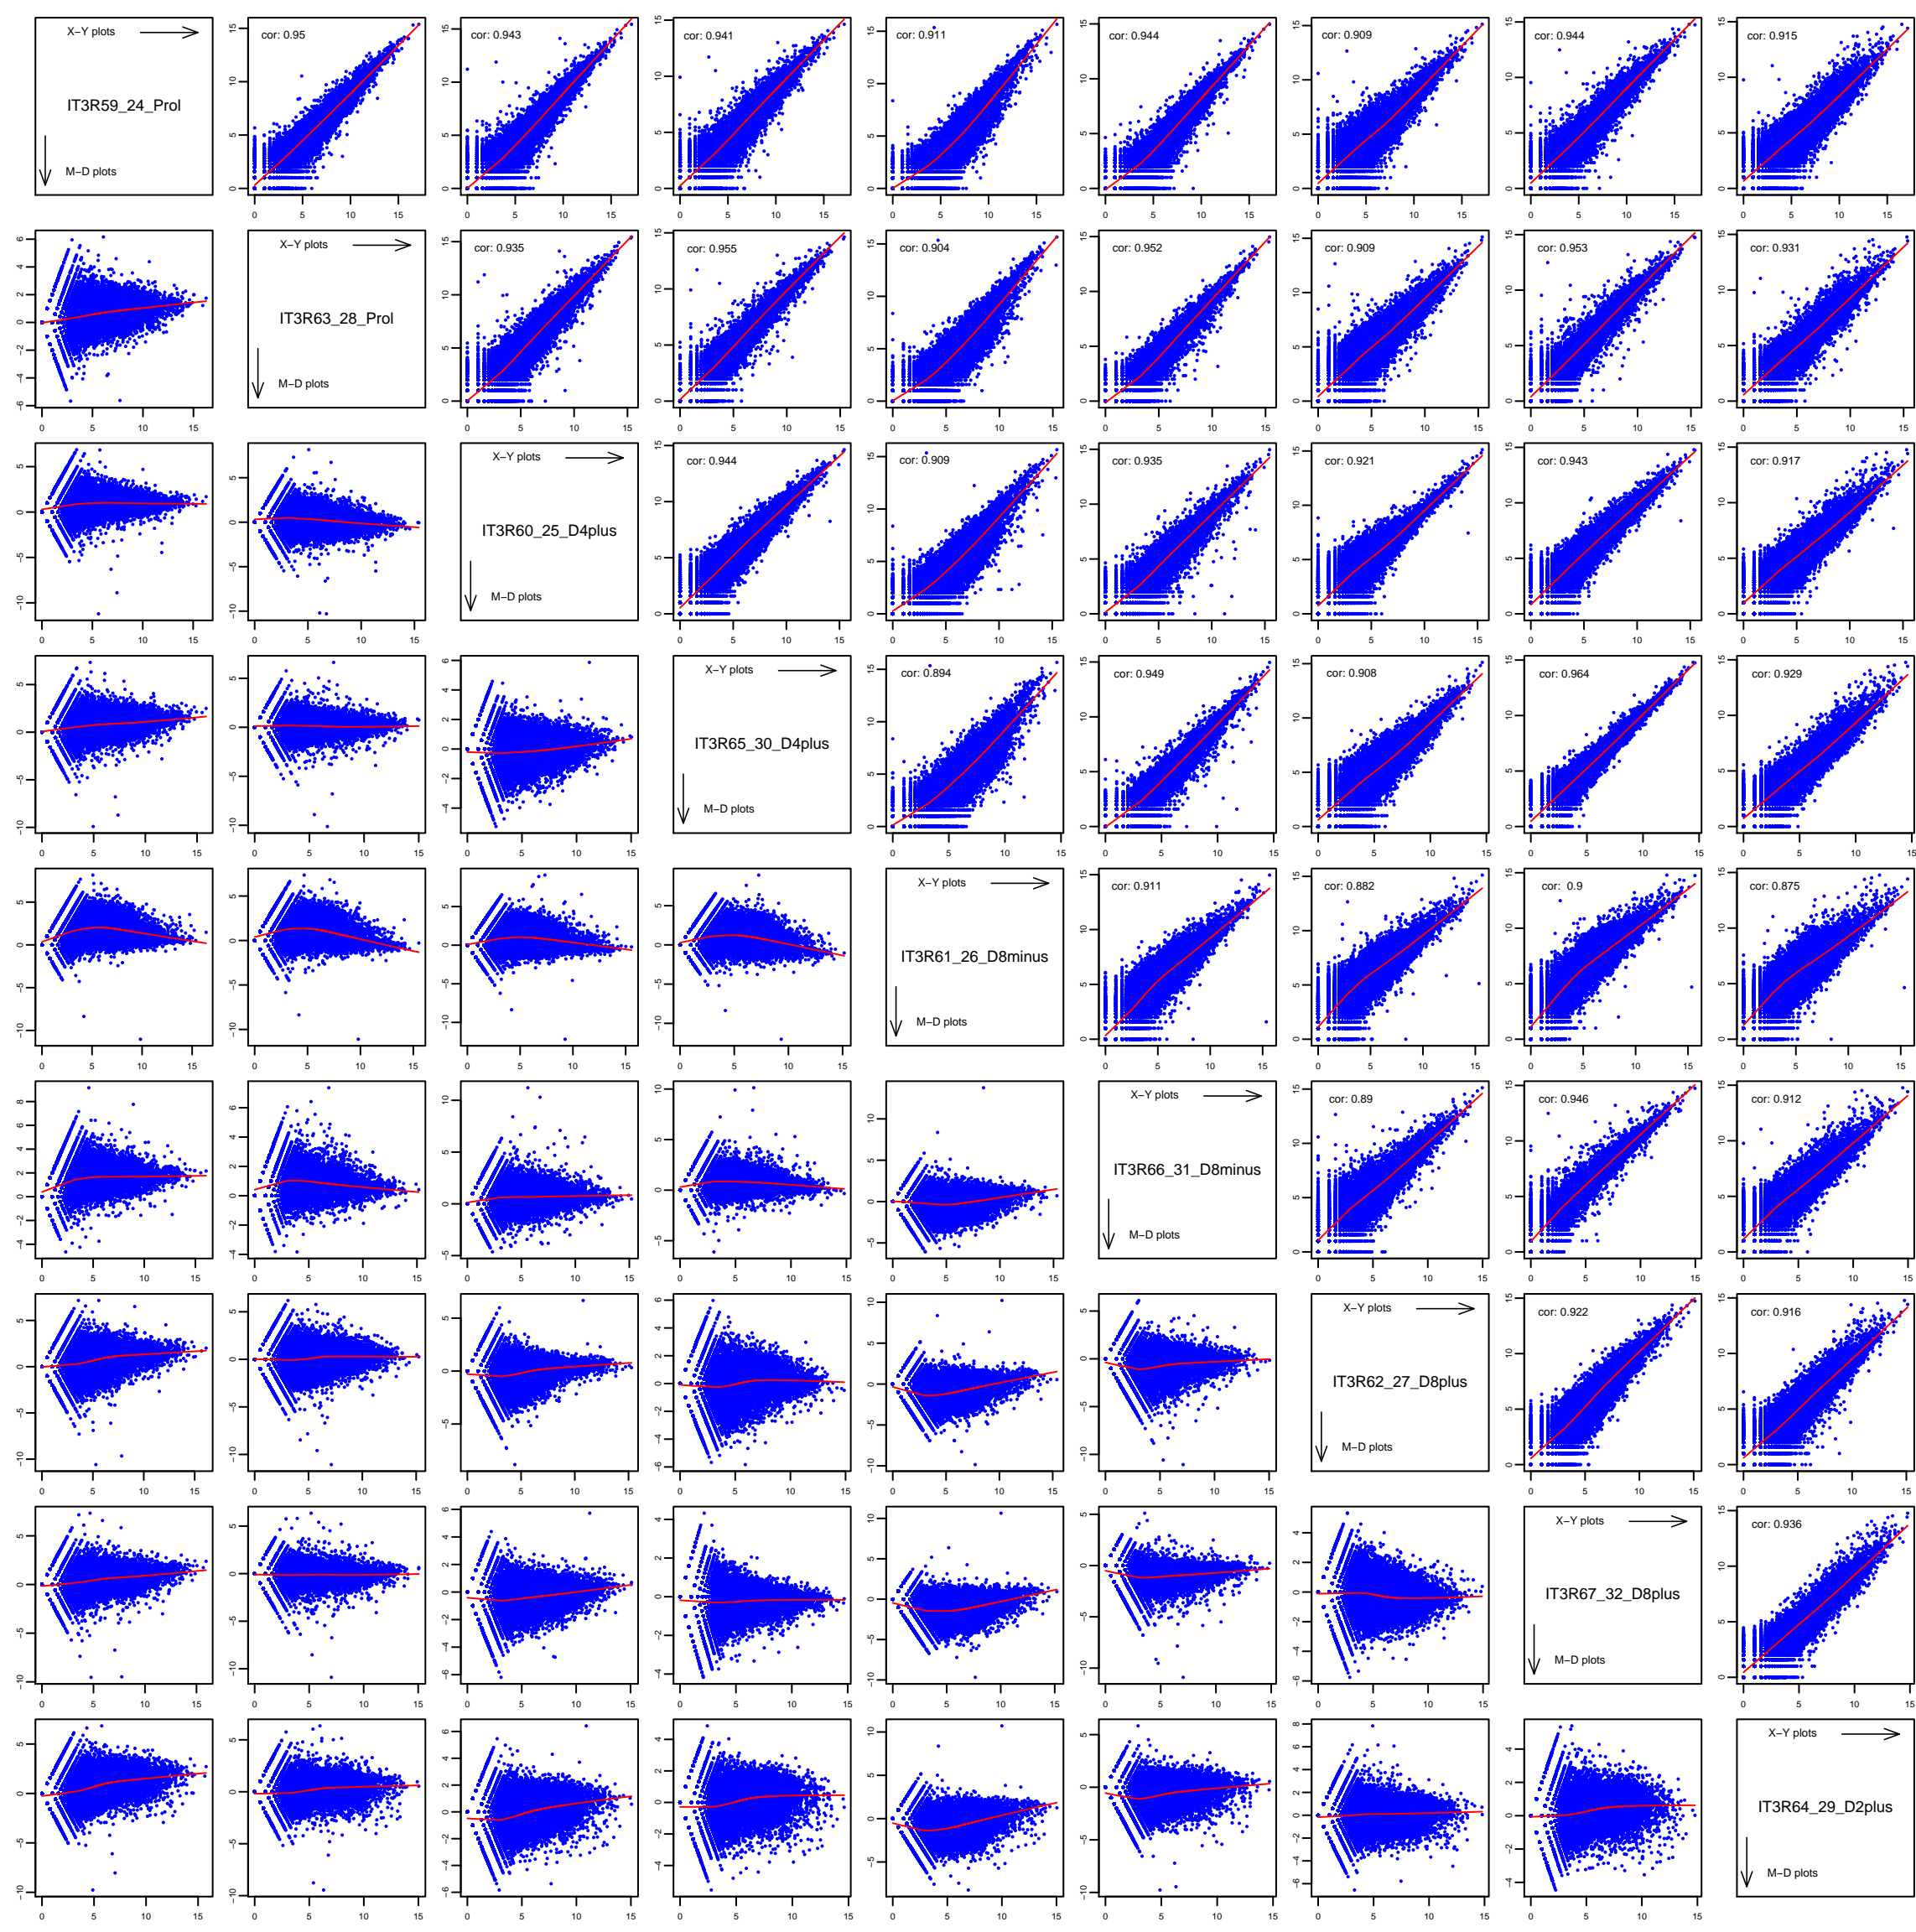 X−Y plots
IT3R59_24_Prol
M−D plots
cor: 0.95
cor: 0.943
cor: 0.941
cor: 0.911
cor: 0.944
cor: 0.909
cor: 0.944
cor: 0.915
X−Y plots
IT3R63_28_Prol
M−D plots
cor: 0.935
cor: 0.955
cor: 0.904
cor: 0.952
cor: 0.909
cor: 0.953
cor: 0.931
X−Y plots
IT3R60_25_D4plus
M−D plots
cor: 0.944
cor: 0.909
cor: 0.935
cor: 0.921
cor: 0.943
cor: 0.917
X−Y plots
IT3R65_30_D4plus
M−D plots
cor: 0.894
cor: 0.949
cor: 0.908
cor: 0.964
cor: 0.929
X−Y plots
IT3R61_26_D8minus
M−D plots
cor: 0.911
cor: 0.882
cor: 0.9
cor: 0.875
X−Y plots
IT3R66_31_D8minus
M−D plots
cor: 0.89
cor: 0.946
cor: 0.912
X−Y plots
IT3R62_27_D8plus
M−D plots
cor: 0.922
cor: 0.916
X−Y plots
IT3R67_32_D8plus
M−D plots
cor: 0.936
X−Y plots
IT3R64_29_D2plus
M−D plots